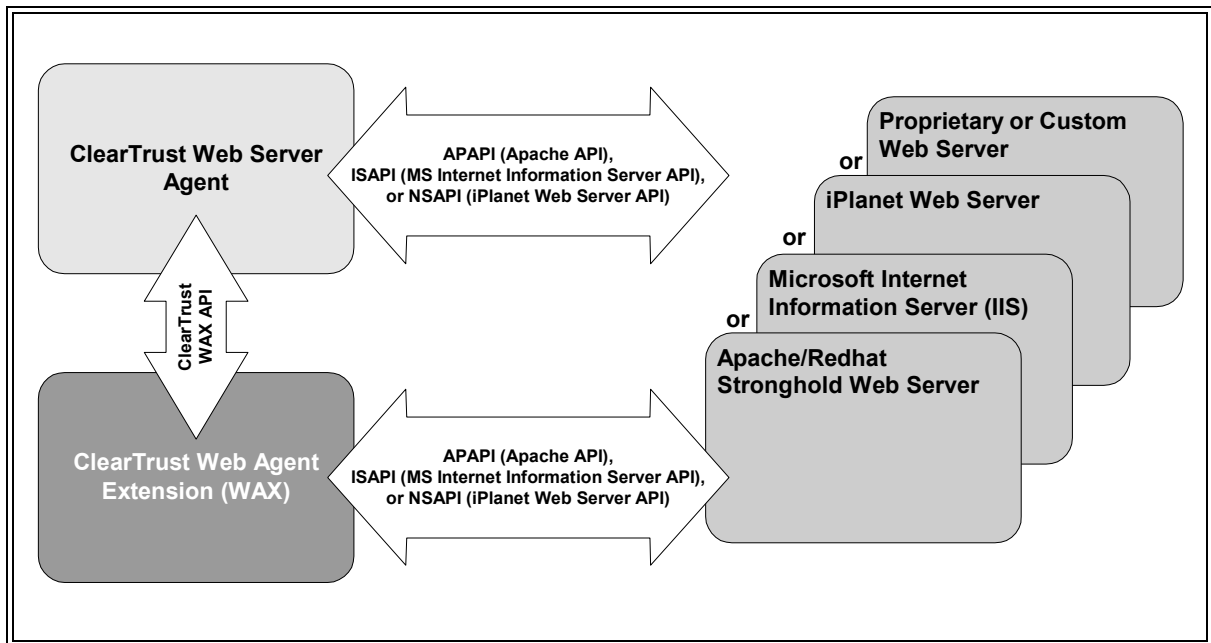 ClearTrust Web Server
Agent
APAPI (Apache API),
ISAPI (MS Internet Information Server API),
or NSAPI (iPlanet Web Server API)
Proprietary or Custom
Web Server
or
iPlanet Web Server
or
Microsoft Internet
Information Server (IIS)
or
Apache/Redhat
Stronghold Web Server
ClearTrust
WAX API
ClearTrust Web Agent
Extension (WAX)
APAPI (Apache API),
ISAPI (MS Internet Information Server API),
or NSAPI (iPlanet Web Server API)